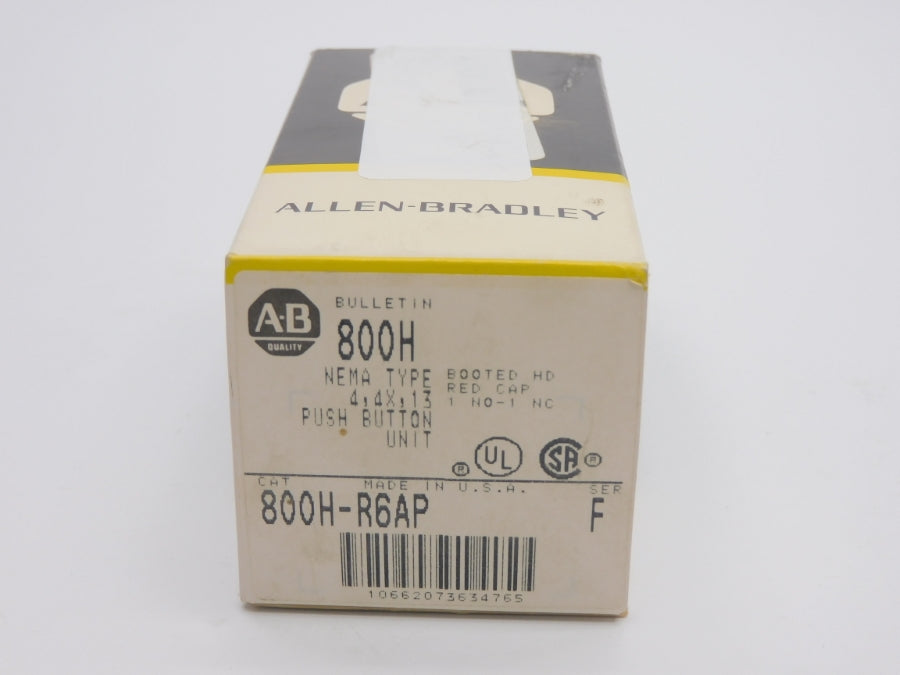 ALLEN-BRADLEY
A-B
QUALITY
BULLETIN
800H
NEMA TYPE
4,4X,13
PUSH BUTTON
UNIT
BOOTED HD
RED CAP
1 NO-1 NC
UL
®
SA
®
CAT
MADE IN U.S.A.
SER
800H-R6AP
F
10662073634765